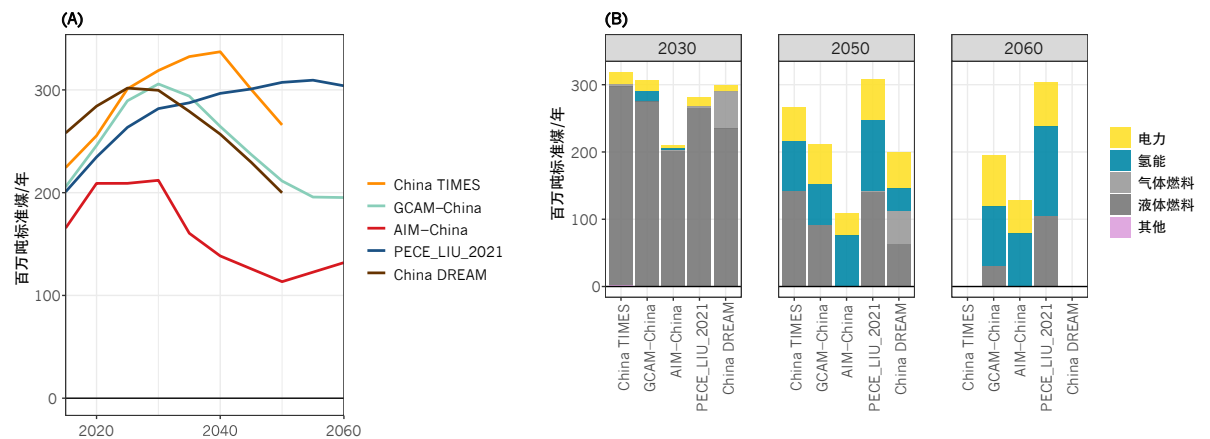 (A)
百万吨标准煤/年
300
200
100
0
2020
2040
2060
China TIMES
GCAM–China
AIM–China
PECE_LIU_2021
China DREAM
(B)
百万吨标准煤/年
2030
2050
2060
300
200
100
0
China TIMES
GCAM–China
AIM–China
PECE_LIU_2021
China DREAM
China TIMES
GCAM–China
AIM–China
PECE_LIU_2021
China DREAM
China TIMES
GCAM–China
AIM–China
PECE_LIU_2021
China DREAM
电力
氢能
气体燃料
液体燃料
其他